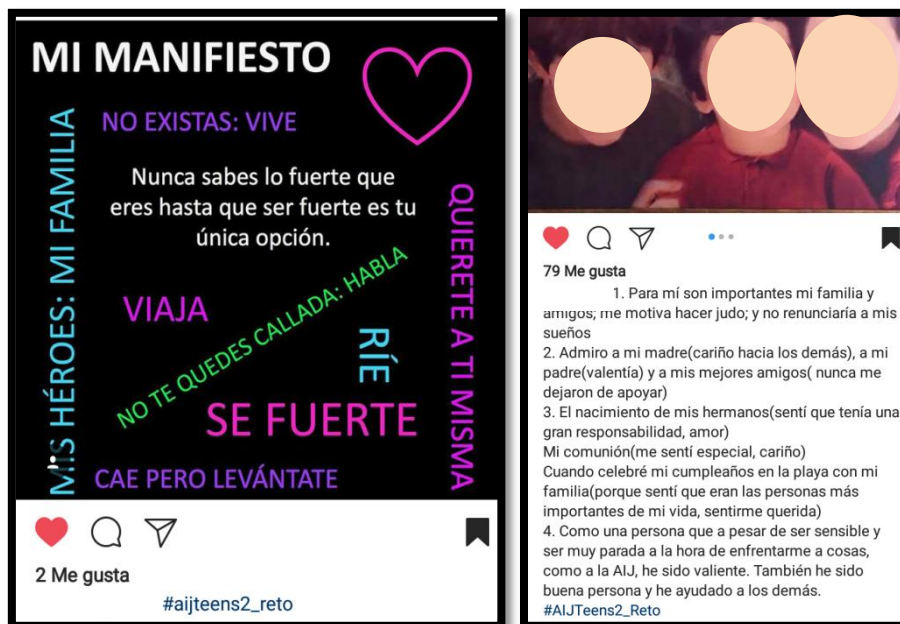 MI MANIFIESTO
MIS HÉROES: MI FAMILIA
NO EXISTAS: VIVE
Nunca sabes lo fuerte que
eres hasta que ser fuerte es tu
única opción.
VIAJA
NO TE QUEDES CALLADA: HABLA
RÍE
QUIERETE A TI MISMA
SE FUERTE
CAE PERO LEVÁNTATE
2 Me gusta
#aijteens2_reto
79 Me gusta
1. Para mí son importantes mi familia y
amigos; me motiva hacer judo; y no renunciaría a mis
sueños
2. Admiro a mi madre(cariño hacia los demás), a mi
padre(valentía) y a mis mejores amigos( nunca me
dejaron de apoyar)
3. El nacimiento de mis hermanos(sentí que tenía una
gran responsabilidad, amor)
Mi comunión(me sentí especial, cariño)
Cuando celebré mi cumpleaños en la playa con mi
familia(porque sentí que eran las personas más
importantes de mi vida, sentirme querida)
4. Como una persona que a pesar de ser sensible y
ser muy parada a la hora de enfrentarme a cosas,
como a la AIJ, he sido valiente. También he sido
buena persona y he ayudado a los demás.
#AIJTeens2_Reto